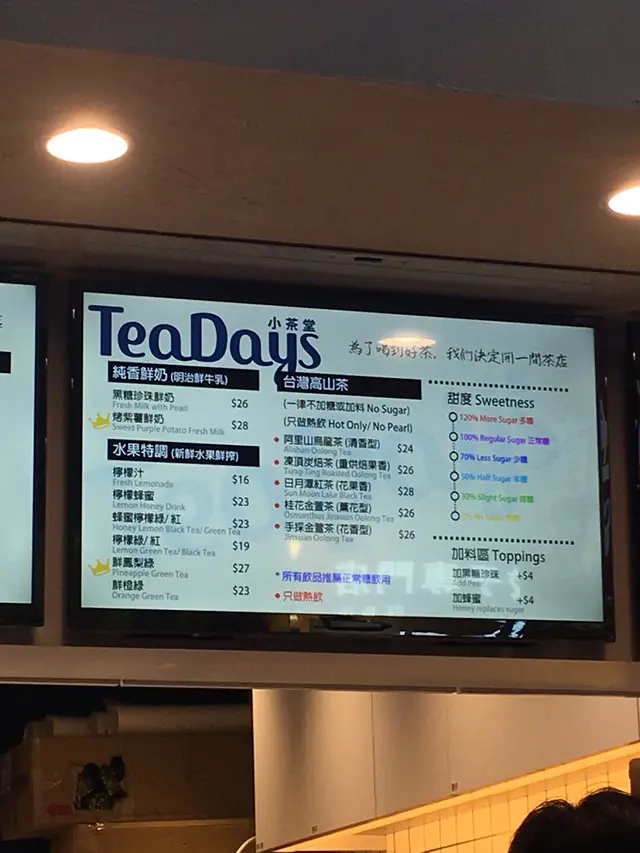 小茶堂
TeaDays
為了喝到好茶，我們決定開一間茶店
純香鮮奶 (明治鮮牛乳)
黑糖珍珠鮮奶 $26
Fresh Milk with Pearl
烤紫薯鮮奶 $28
Sweet Purple Potato Fresh Milk
水果特調 (新鮮水果鮮搾)
檸檬汁 $16
Fresh Lemonade
檸檬蜂蜜 $23
Lemon Honey Drink
蜂蜜檸檬綠/ 紅 $23
Honey Lemon Black Tea/ Green Tea
檸檬綠/ 紅 $19
Lemon Green Tea/ Black Tea
鮮鳳梨綠 $27
Pineapple Green Tea
鮮橙綠 $23
Orange Green Tea
台灣高山茶
(一律不加糖或加料 No Sugar)
(只做熱飲 Hot Only/ No Pearl)
阿里山烏龍茶 (清香型) $24
Alishan Oolong Tea
凍頂炭焙茶 (重烘焙果香) $26
Tung-Ting Roasted Oolong Tea
日月潭紅茶 (花果香) $28
Sun Moon Lake Black Tea
桂花金萱茶 (薰花型) $26
Osmanthus Jinxuan Oolong Tea
手採金萱茶 (花香型) $26
Jinxuan Oolong Tea
*所有飲品推薦正常糖飲用
只做熱飲
甜度 Sweetness
120% More Sugar 多糖
100% Regular Sugar 正常糖
70% Less Sugar 少糖
50% Half Sugar 半糖
30% Slight Sugar 微糖
0% No Sugar
加料區 Toppings
加黑糖珍珠 +$4
Add Pearl
加蜂蜜 +$4
Honey replaces sugar